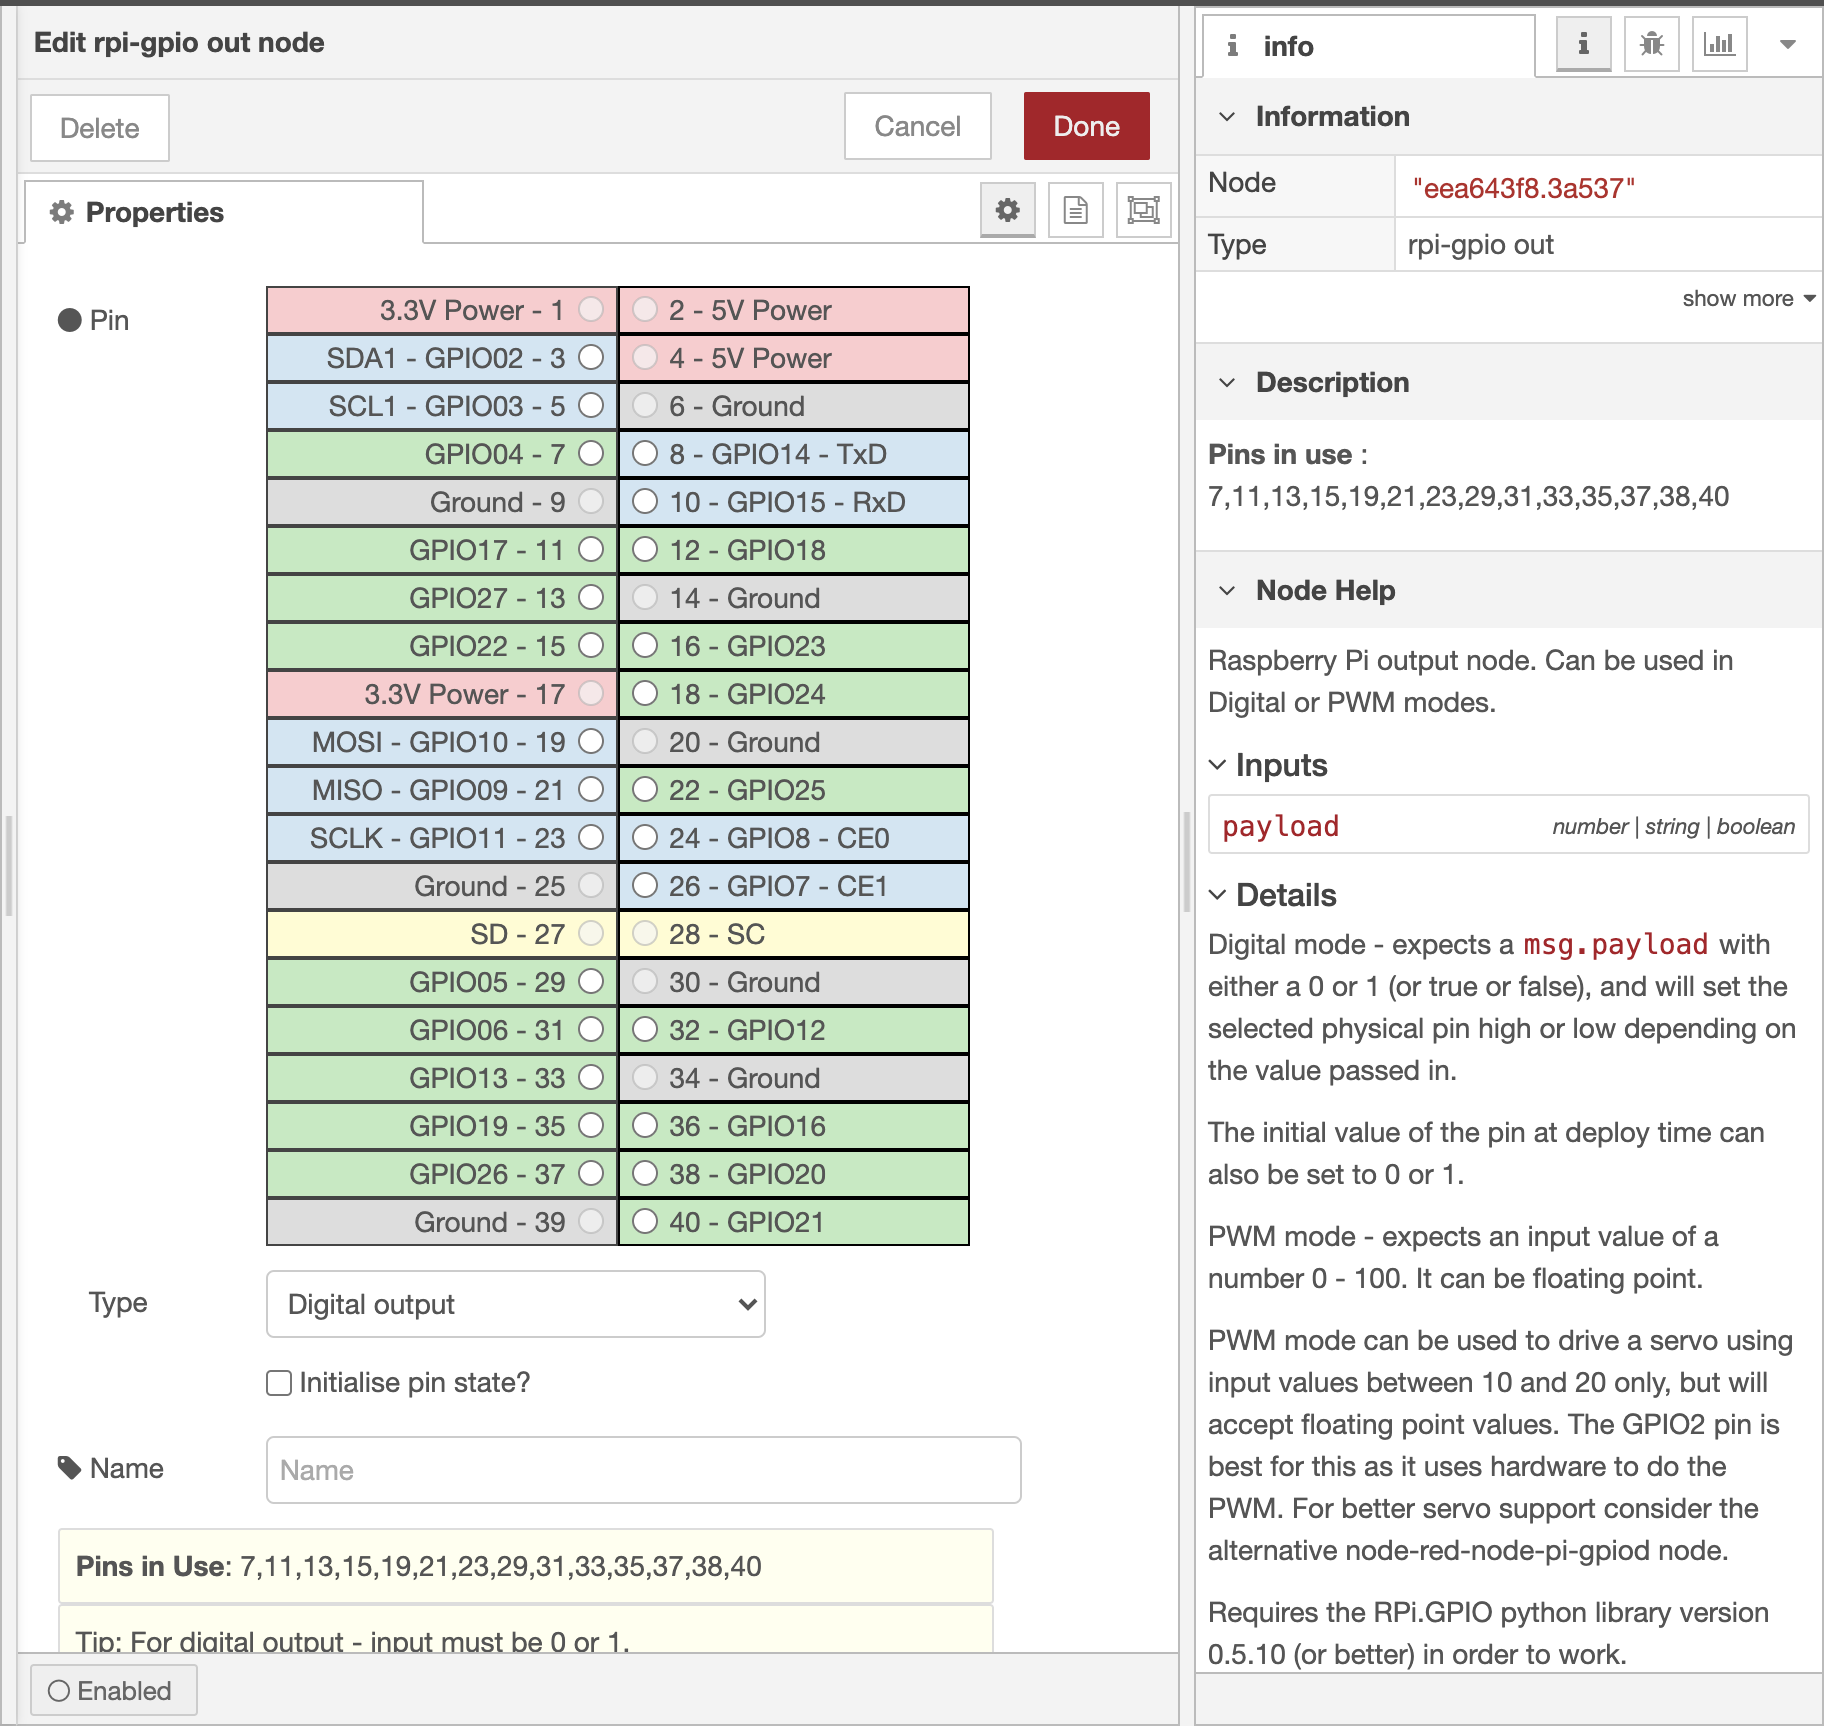 Edit rpi-gpio out node
Delete
Cancel
Done
Properties
Pin
3.3V Power - 1
2 - 5V Power
SDA1 - GPIO02 - 3
4 - 5V Power
SCL1 - GPIO03 - 5
6 - Ground
GPIO04 - 7
8 - GPIO14 - TxD
Ground - 9
10 - GPIO15 - RxD
GPIO17 - 11
12 - GPIO18
GPIO27 - 13
14 - Ground
GPIO22 - 15
16 - GPIO23
3.3V Power - 17
18 - GPIO24
MOSI - GPIO10 - 19
20 - Ground
MISO - GPIO09 - 21
22 - GPIO25
SCLK - GPIO11 - 23
24 - GPIO8 - CE0
Ground - 25
26 - GPIO7 - CE1
SD - 27
28 - SC
GPIO05 - 29
30 - Ground
GPIO06 - 31
32 - GPIO12
GPIO13 - 33
34 - Ground
GPIO19 - 35
36 - GPIO16
GPIO26 - 37
38 - GPIO20
Ground - 39
40 - GPIO21
Type
Digital output
Initialise pin state?
Name
Name
Pins in Use: 7,11,13,15,19,21,23,29,31,33,35,37,38,40
Tip: For digital output - input must be 0 or 1.
Enabled
info
Information
Node
"eea643f8.3a537"
Type
rpi-gpio out
show more
Description
Pins in use :
7,11,13,15,19,21,23,29,31,33,35,37,38,40
Node Help
Raspberry Pi output node. Can be used in
Digital or PWM modes.
Inputs
payload
number | string | boolean
Details
Digital mode - expects a msg.payload with
either a 0 or 1 (or true or false), and will set the
selected physical pin high or low depending on
the value passed in.
The initial value of the pin at deploy time can
also be set to 0 or 1.
PWM mode - expects an input value of a
number 0 - 100. It can be floating point.
PWM mode can be used to drive a servo using
input values between 10 and 20 only, but will
accept floating point values. The GPIO2 pin is
best for this as it uses hardware to do the
PWM. For better servo support consider the
alternative node-red-node-pi-gpiod node.
Requires the RPi.GPIO python library version
0.5.10 (or better) in order to work.